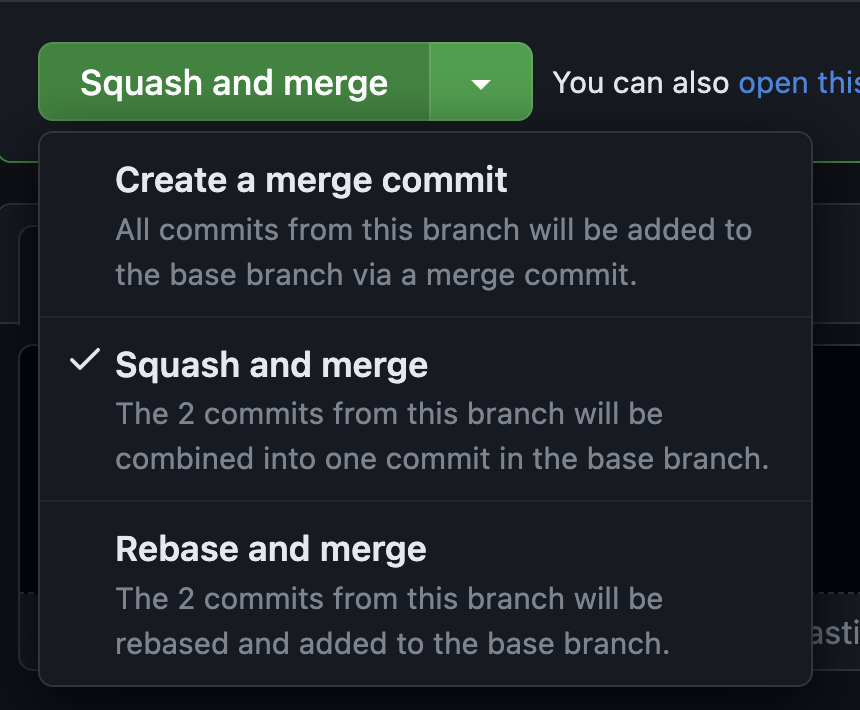 Squash and merge
You can also open this
Create a merge commit
All commits from this branch will be added to
the base branch via a merge commit.
Squash and merge
The 2 commits from this branch will be
combined into one commit in the base branch.
Rebase and merge
The 2 commits from this branch will be
rebased and added to the base branch.